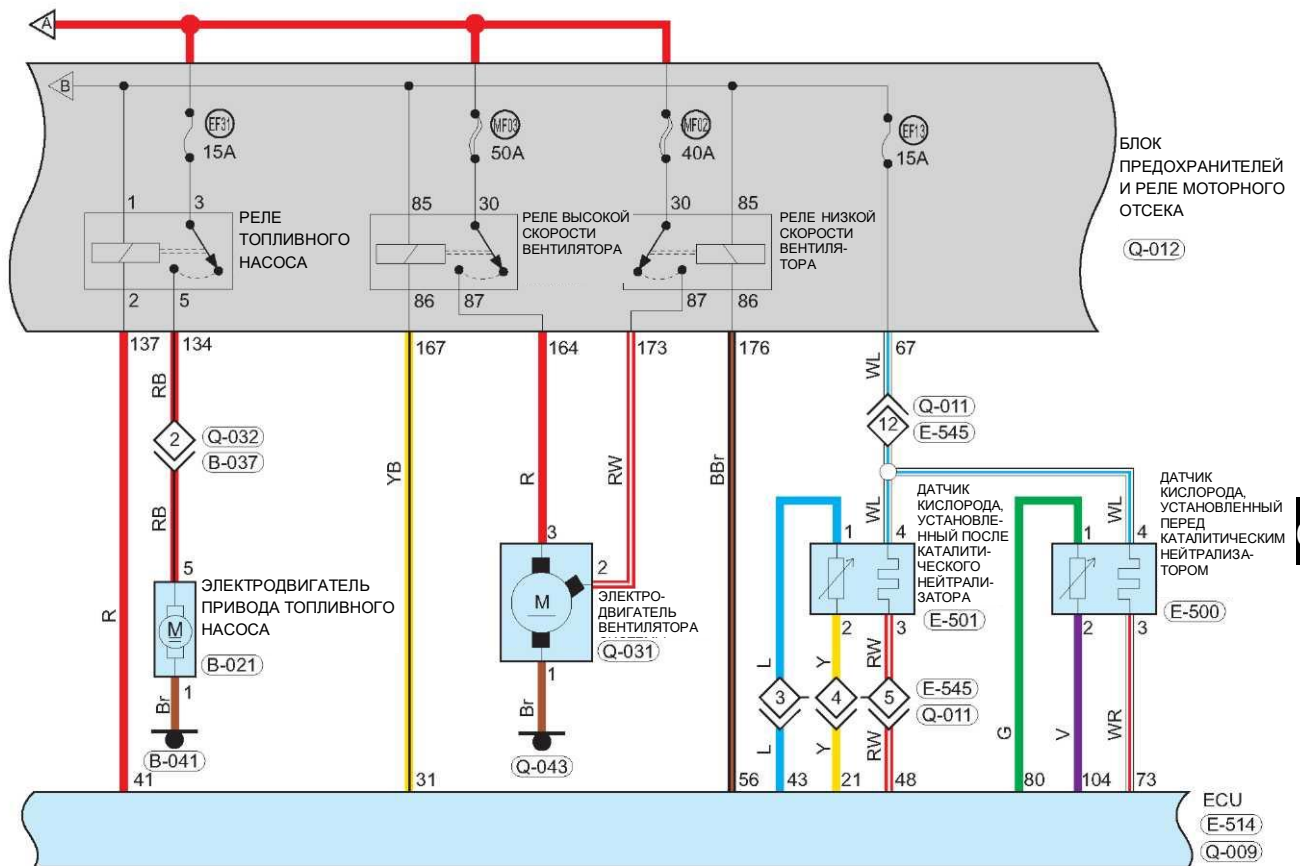 A
B
EF31
15A
MF03
50A
MF02
40A
EF13
15A
БЛОК
ПРЕДОХРАНИТЕЛЕЙ
И РЕЛЕ МОТОРНОГО
ОТСЕКА
Q-012
1
3
РЕЛЕ
ТОПЛИВНОГО
НАСОСА
85
30
РЕЛЕ ВЫСОКОЙ
СКОРОСТИ
ВЕНТИЛЯТОРА
30
85
РЕЛЕ НИЗКОЙ
СКОРОСТИ
ВЕНТИЛЯ-
ТОРА
2
5
86
87
87
86
137
134
167
164
173
176
67
RB
WL
2
Q-032
B-037
12
Q-011
E-545
R
RB
YB
R
RW
BBr
WL
WL
5
ЭЛЕКТРОДВИГАТЕЛЬ
ПРИВОДА ТОПЛИВНОГО
НАСОСА
M
B-021
1
Br
B-041
3
2
M
ЭЛЕКТРО-
ДВИГАТЕЛЬ
ВЕНТИЛЯТОРА
Q-031
1
Br
Q-043
1
4
ДАТЧИК
КИСЛОРОДА,
УСТАНОВЛЕ-
ННЫЙ ПОСЛЕ
КАТАЛИТИ-
ЧЕСКОГО
НЕЙТРАЛИ-
ЗАТОРА
E-501
2
3
1
4
ДАТЧИК
КИСЛОРОДА,
УСТАНОВЛЕННЫЙ
ПЕРЕД
КАТАЛИТИЧЕСКИМ
НЕЙТРАЛИЗА-
ТОРОМ
E-500
2
3
L
Y
RW
3
4
5
E-545
Q-011
L
Y
RW
G
V
WR
41
31
56
43
21
48
80
104
73
ECU
E-514
Q-009